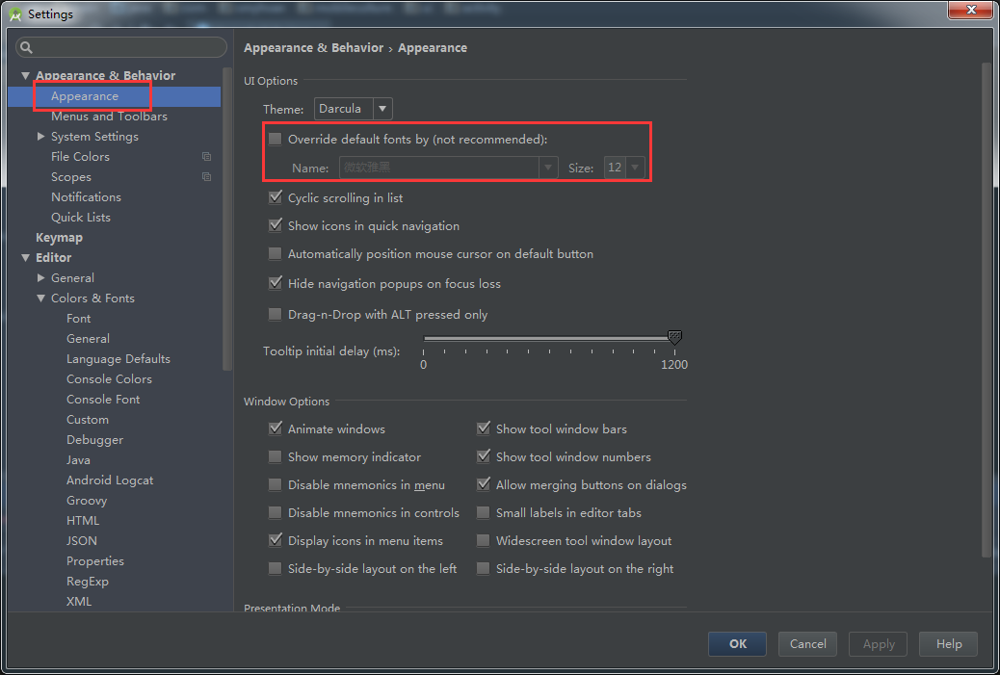 Settings
Appearance & Behavior › Appearance
Appearance & Behavior
Appearance
Menus and Toolbars
System Settings
File Colors
Scopes
Notifications
Quick Lists
Keymap
Editor
General
Colors & Fonts
Font
General
Language Defaults
Console Colors
Console Font
Custom
Debugger
Java
Android Logcat
Groovy
HTML
JSON
Properties
RegExp
XML
UI Options
Theme: Darcula
Override default fonts by (not recommended):
Name: 微软雅黑 Size: 12
Cyclic scrolling in list
Show icons in quick navigation
Automatically position mouse cursor on default button
Hide navigation popups on focus loss
Drag-n-Drop with ALT pressed only
Tooltip initial delay (ms):
0 1200
Window Options
Animate windows Show tool window bars
Show memory indicator Show tool window numbers
Disable mnemonics in menu Allow merging buttons on dialogs
Disable mnemonics in controls Small labels in editor tabs
Display icons in menu items Widescreen tool window layout
Side-by-side layout on the left Side-by-side layout on the right
Presentation Mode
OK Cancel Apply Help